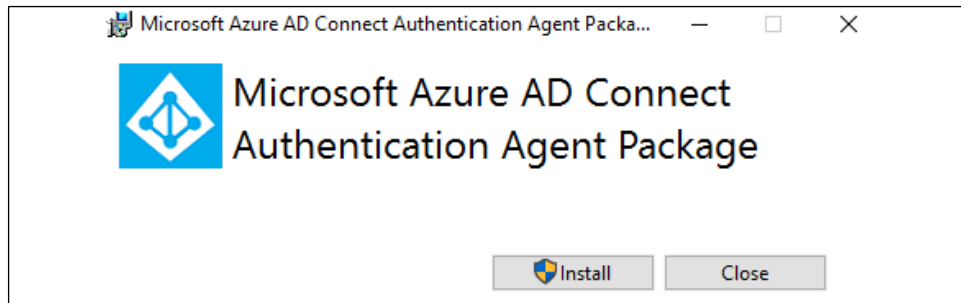 Microsoft Azure AD Connect Authentication Agent Packa...
Microsoft Azure AD Connect
Authentication Agent Package
Install
Close